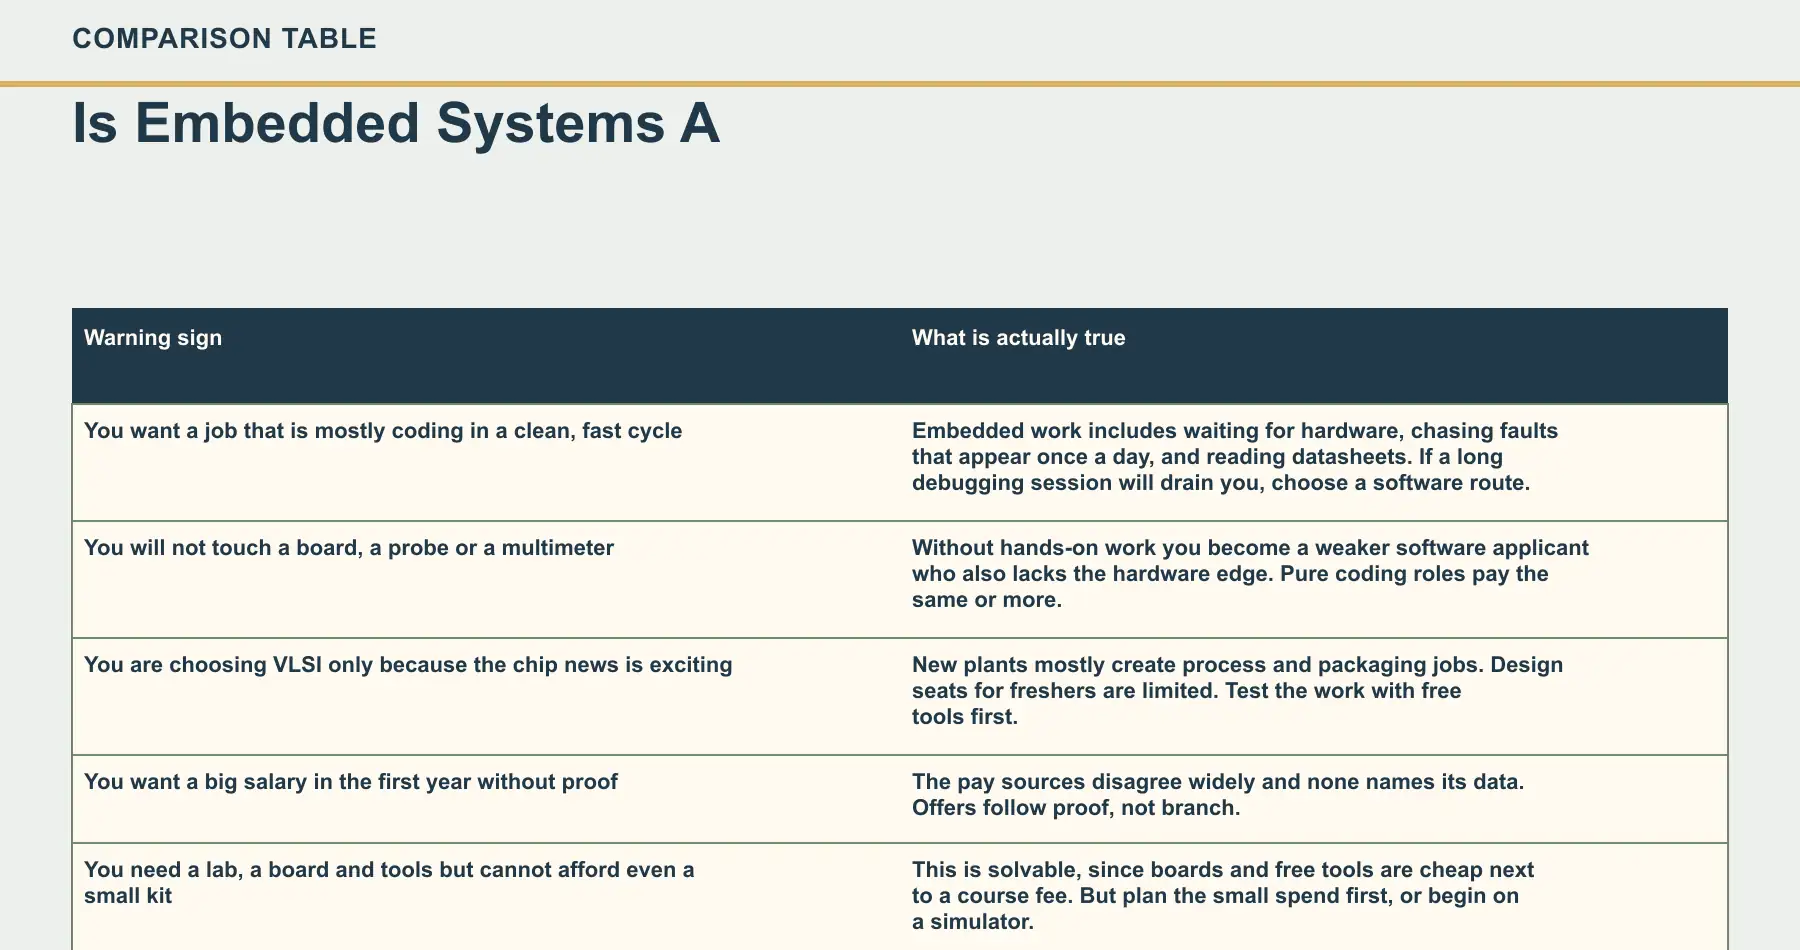 COMPARISON TABLE
Is Embedded Systems A
Warning sign
What is actually true
You want a job that is mostly coding in a clean, fast cycle
Embedded work includes waiting for hardware, chasing faults
that appear once a day, and reading datasheets. If a long
debugging session will drain you, choose a software route.
You will not touch a board, a probe or a multimeter
Without hands-on work you become a weaker software applicant
who also lacks the hardware edge. Pure coding roles pay the
same or more.
You are choosing VLSI only because the chip news is exciting
New plants mostly create process and packaging jobs. Design
seats for freshers are limited. Test the work with free
tools first.
You want a big salary in the first year without proof
The pay sources disagree widely and none names its data.
Offers follow proof, not branch.
You need a lab, a board and tools but cannot afford even a
small kit
This is solvable, since boards and free tools are cheap next
to a course fee. But plan the small spend first, or begin on
a simulator.